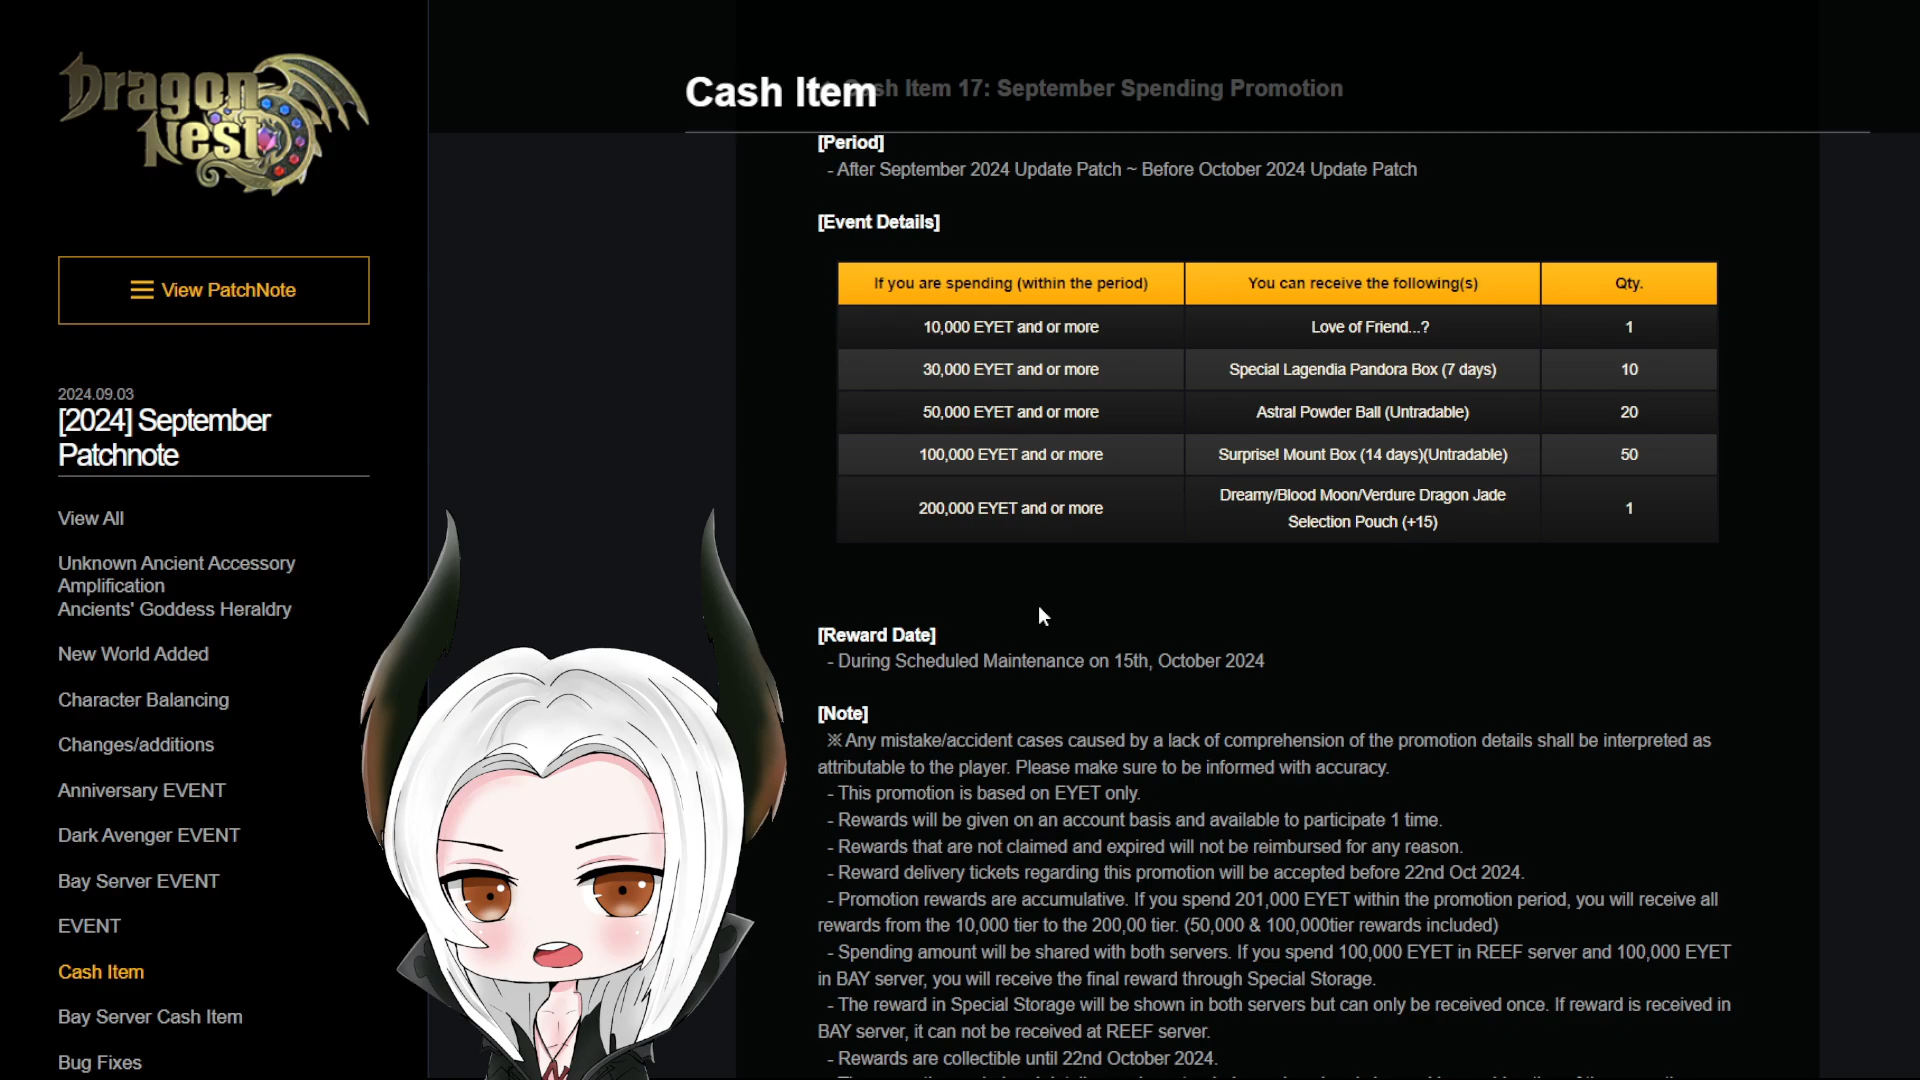 Dragon
Nest
View PatchNote
2024.09.03
[2024] September
Patchnote
View All
Unknown Ancient Accessory
Amplification
Ancients' Goddess Heraldry
New World Added
Character Balancing
Changes/additions
Anniversary EVENT
Dark Avenger EVENT
Bay Server EVENT
EVENT
Cash Item
Bay Server Cash Item
Bug Fixes
Cash Item
sh Item 17: September Spending Promotion
[Period]
- After September 2024 Update Patch ~ Before October 2024 Update Patch
[Event Details]
If you are spending (within the period) You can receive the following(s) Qty.
10,000 EYET and or more Love of Friend...? 1
30,000 EYET and or more Special Lagendia Pandora Box (7 days) 10
50,000 EYET and or more Astral Powder Ball (Untradable) 20
100,000 EYET and or more Surprise! Mount Box (14 days)(Untradable) 50
200,000 EYET and or more Dreamy/Blood Moon/Verdure Dragon Jade 1
Selection Pouch (+15)
[Reward Date]
- During Scheduled Maintenance on 15th, October 2024
[Note]
※Any mistake/accident cases caused by a lack of comprehension of the promotion details shall be interpreted as
attributable to the player. Please make sure to be informed with accuracy.
- This promotion is based on EYET only.
- Rewards will be given on an account basis and available to participate 1 time.
- Rewards that are not claimed and expired will not be reimbursed for any reason.
- Reward delivery tickets regarding this promotion will be accepted before 22nd Oct 2024.
- Promotion rewards are accumulative. If you spend 201,000 EYET within the promotion period, you will receive all
rewards from the 10,000 tier to the 200,00 tier. (50,000 & 100,000tier rewards included)
- Spending amount will be shared with both servers. If you spend 100,000 EYET in REEF server and 100,000 EYET
in BAY server, you will receive the final reward through Special Storage.
- The reward in Special Storage will be shown in both servers but can only be received once. If reward is received in
BAY server, it can not be received at REEF server.
- Rewards are collectible until 22nd October 2024.